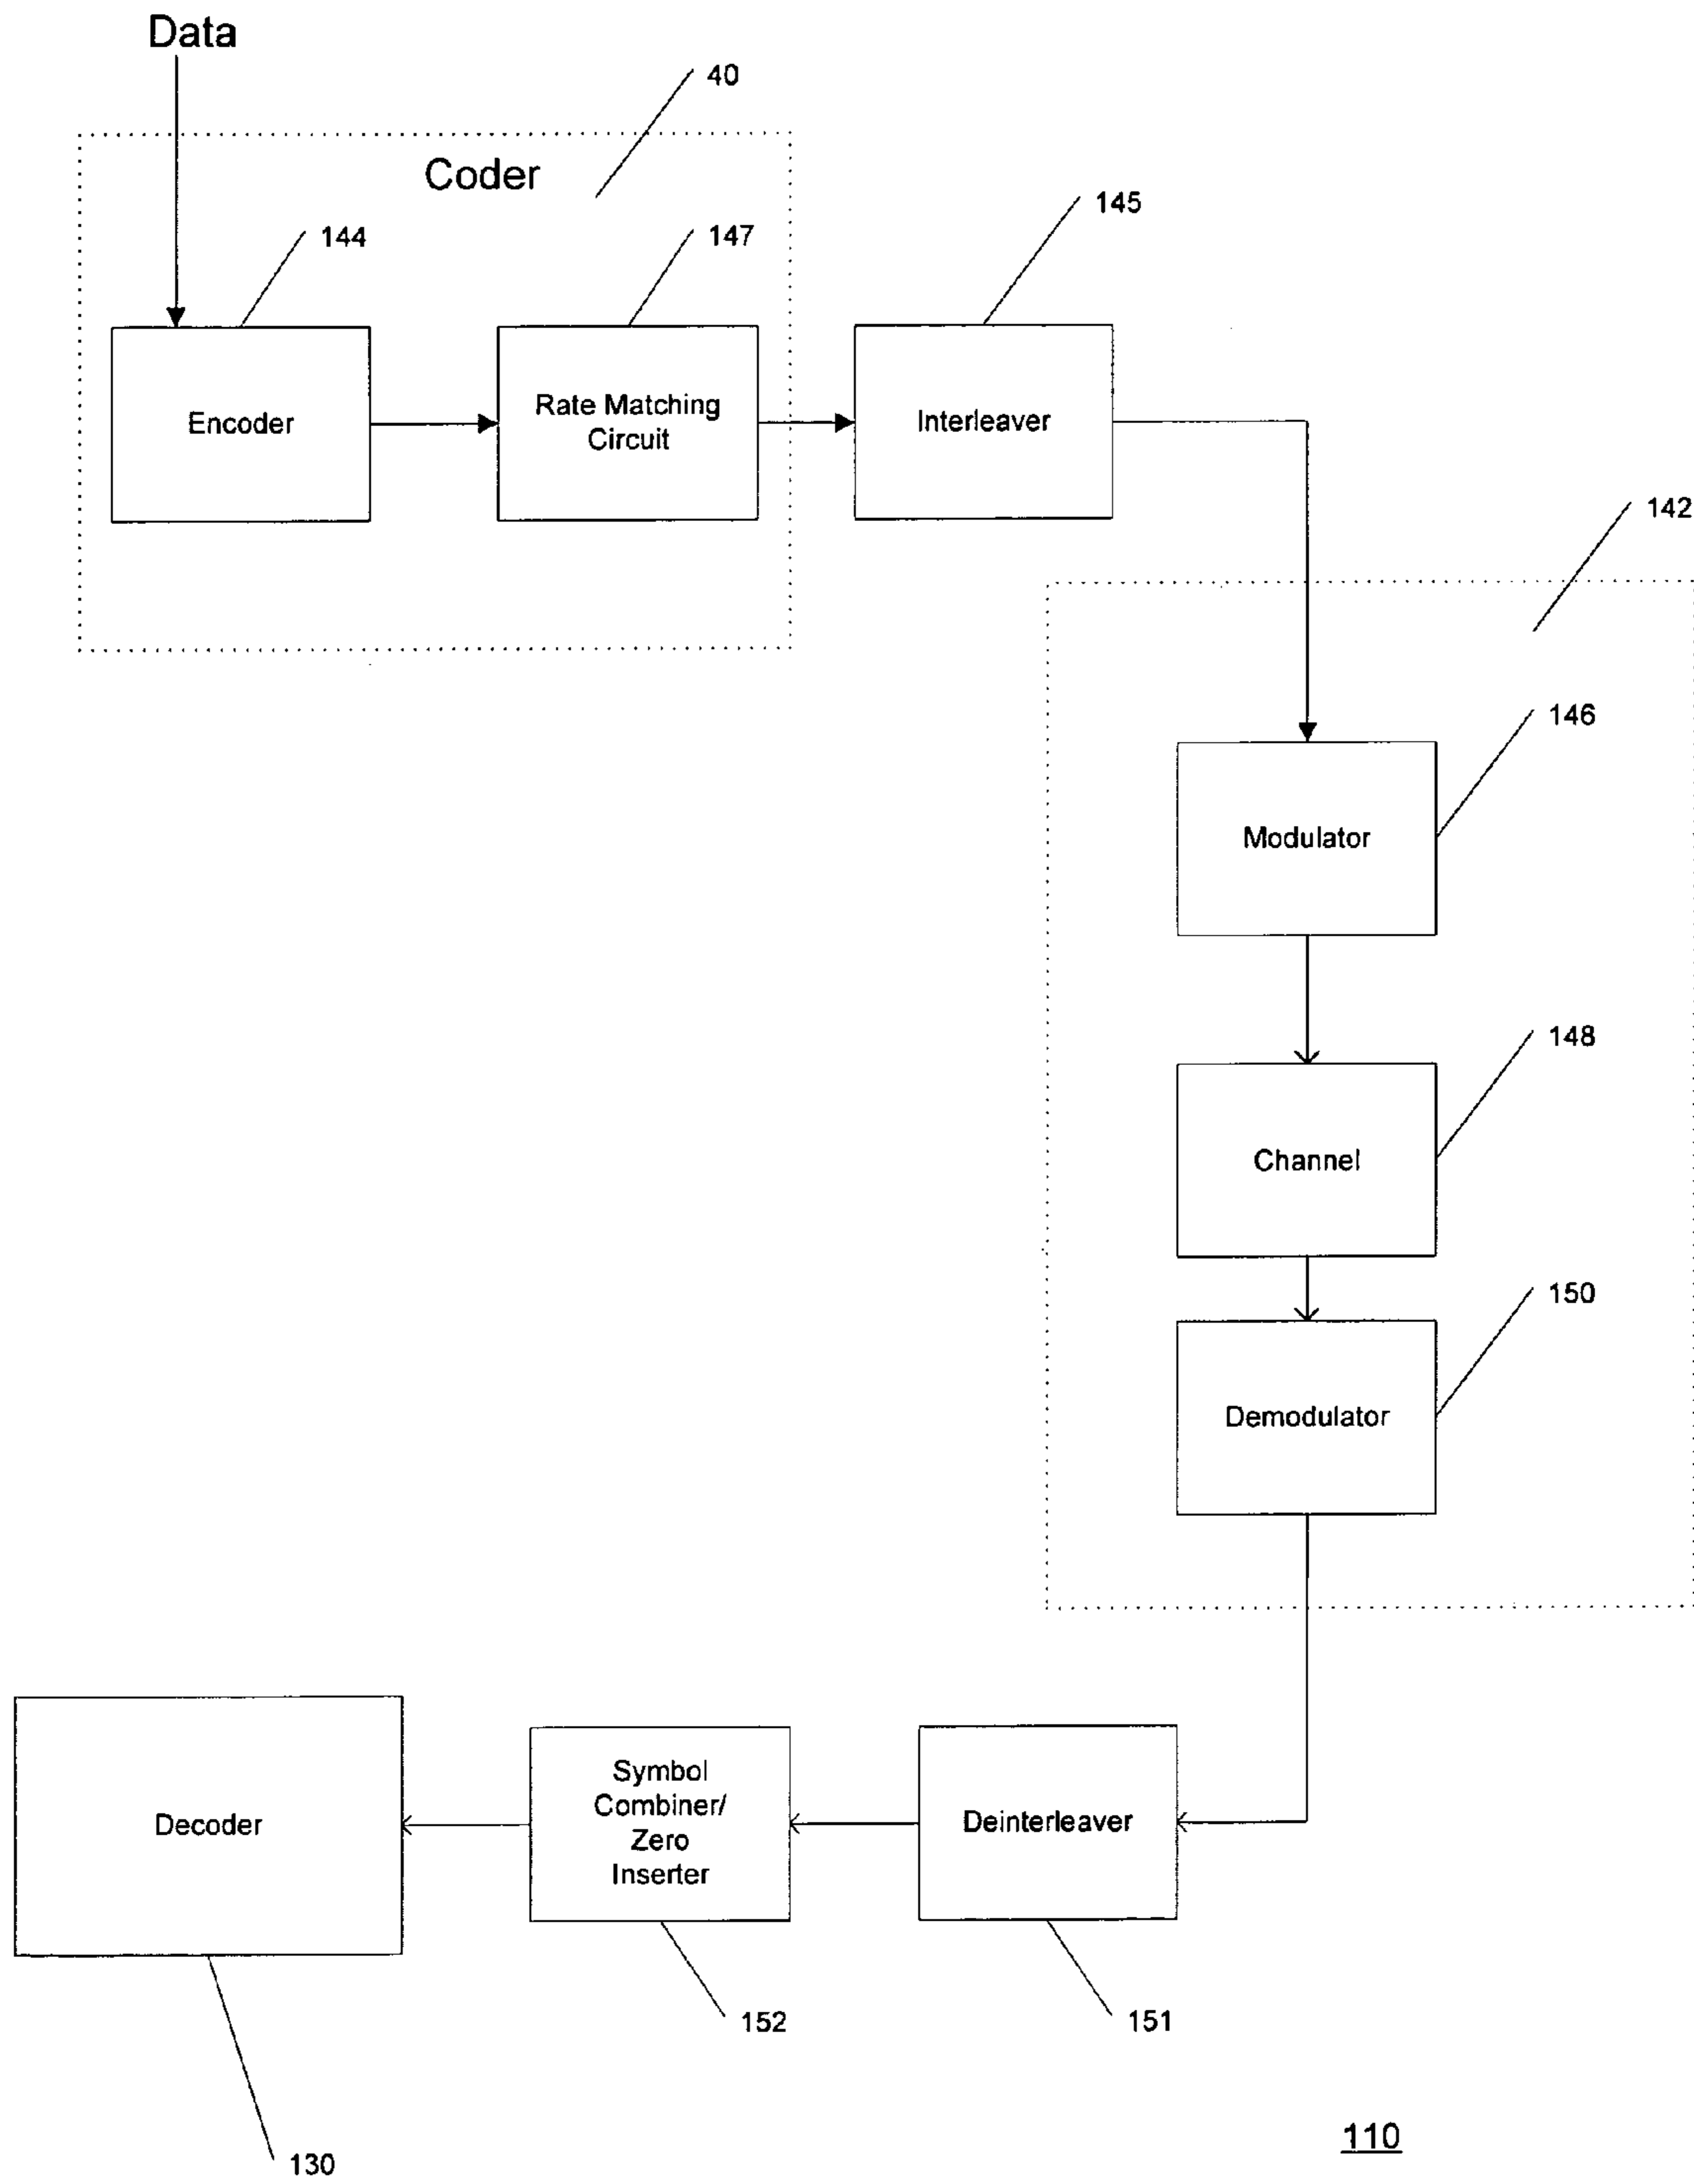 Data
40
Coder
145
144
147
Encoder
Rate Matching
Circuit
Interleaver
142
146
Modulator
148
Channel
150
Demodulator
Decoder
Symbol
Combiner/
Zero
Inserter
Deinterleaver
152
151
110
130